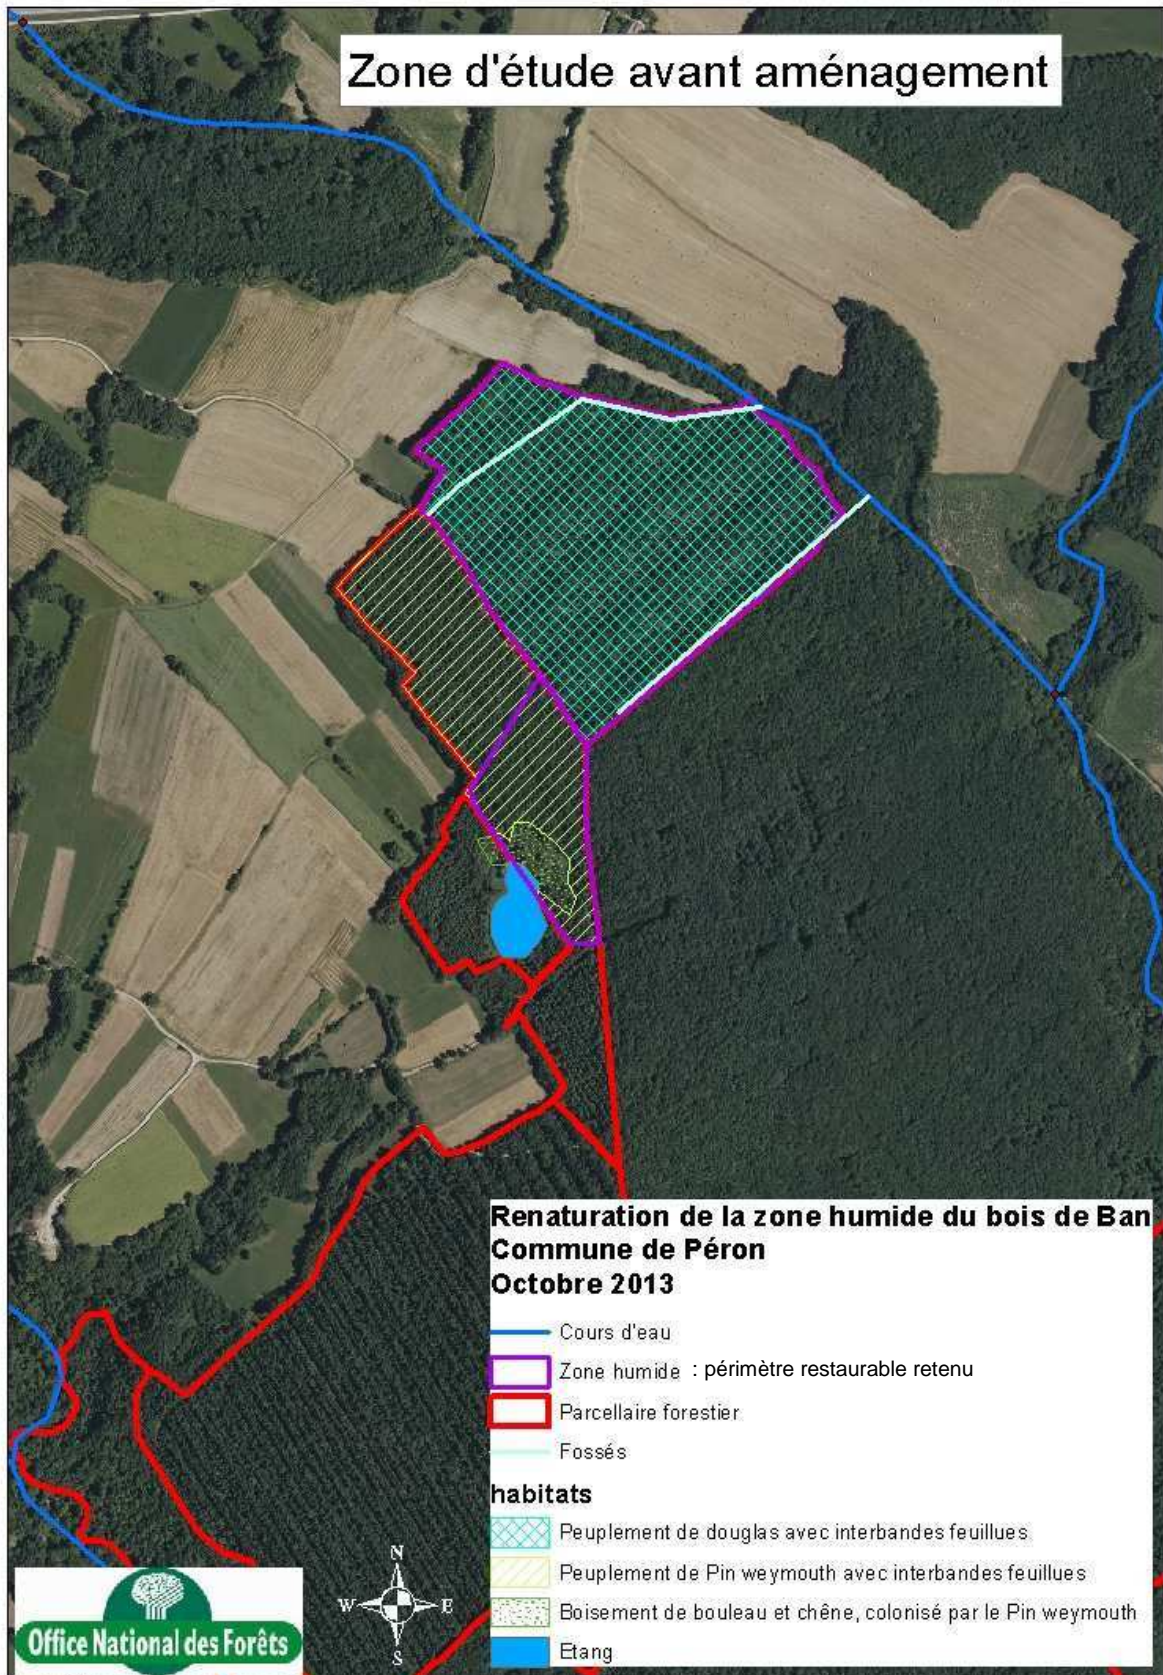 Zone d'étude avant aménagement
Renaturation de la zone humide du bois de Ban
Commune de Péron
Octobre 2013
Cours d'eau
Zone humide : périmètre restaurable retenu
Parcellaire forestier
Fossés
habitats
Peuplement de douglas avec interbandes feuillues
Peuplement de Pin weymouth avec interbandes feuillues
Boisement de bouleau et chêne, colonisé par le Pin weymouth
Etang
N
W E
S
Office National des Forêts